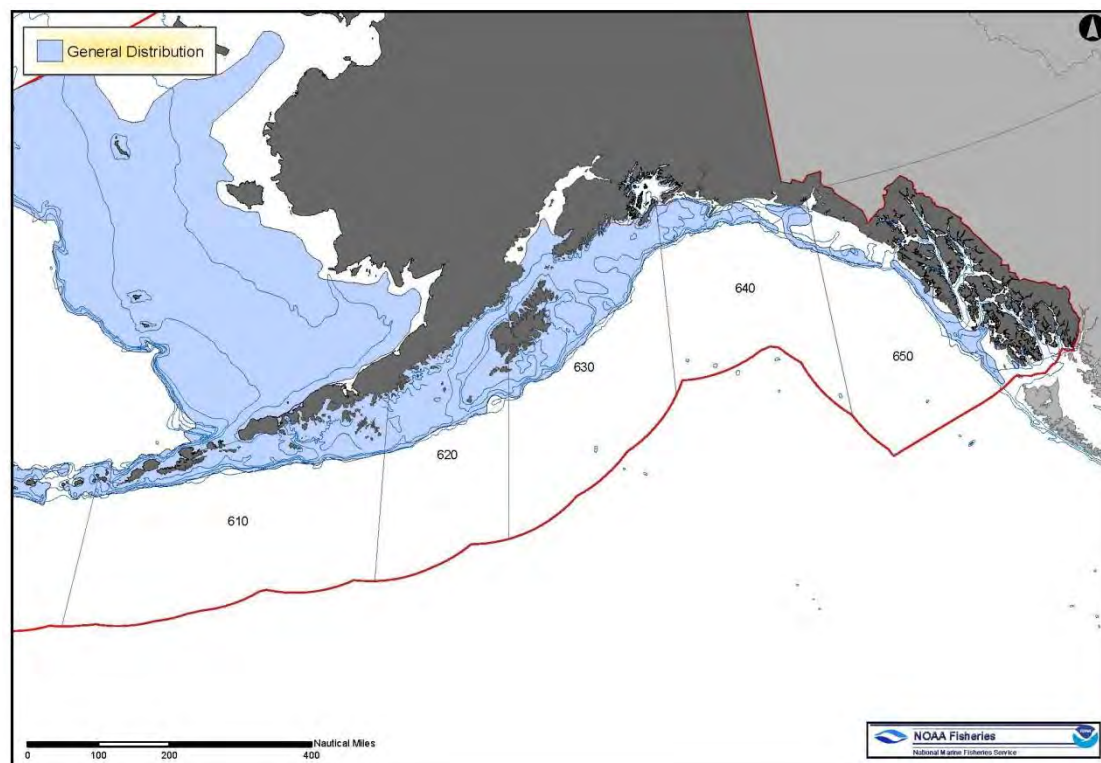 General Distribution
640
650
630
620
610
Nautical Miles
0 100 200 400
NOAA Fisheries
National Marine Fisheries Service